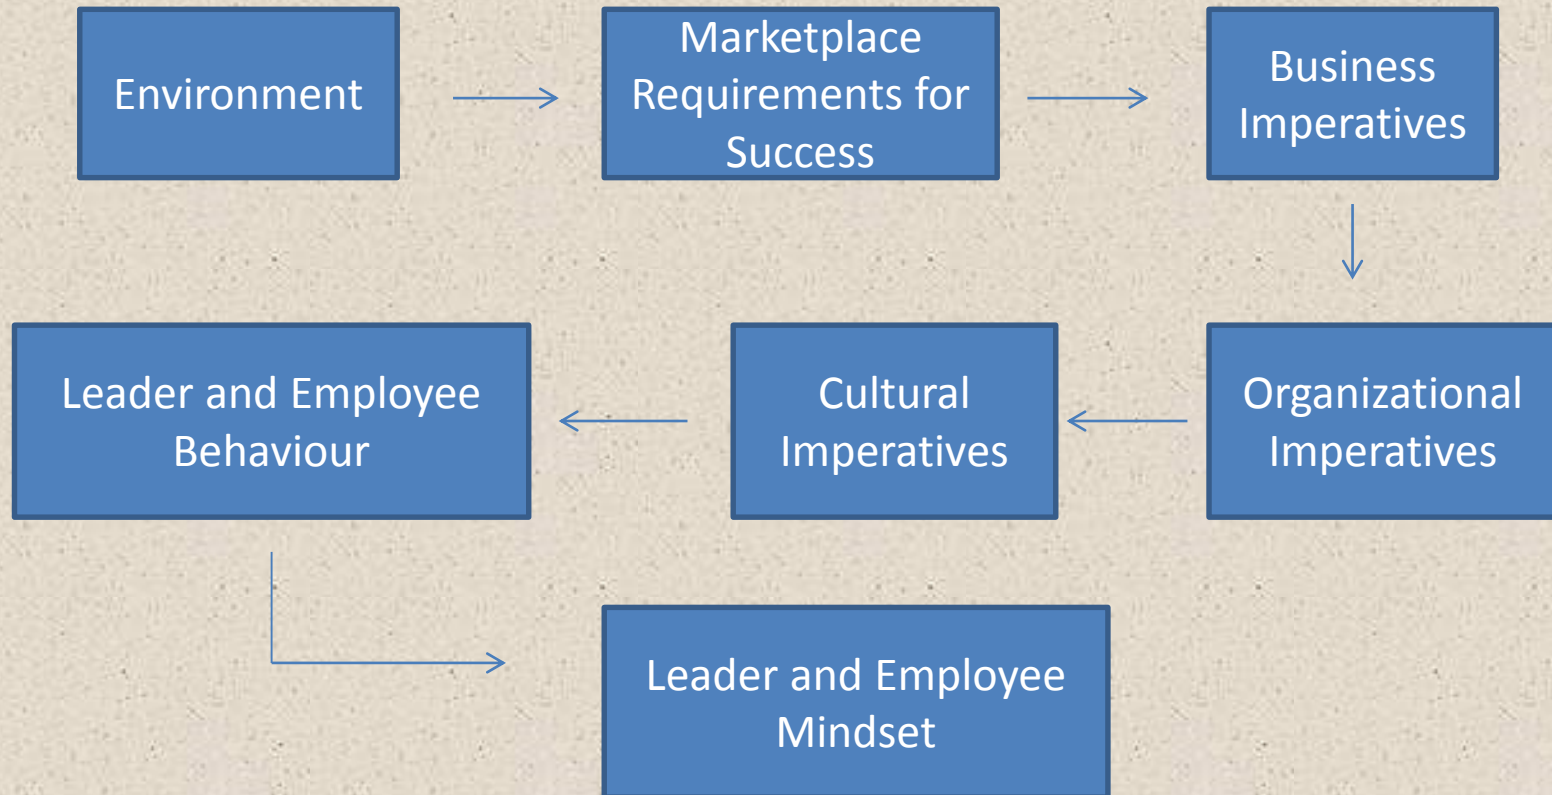 Environment
Marketplace
Requirements for
Success
Business
Imperatives
Leader and Employee
Behaviour
Cultural
Imperatives
Organizational
Imperatives
Leader and Employee
Mindset